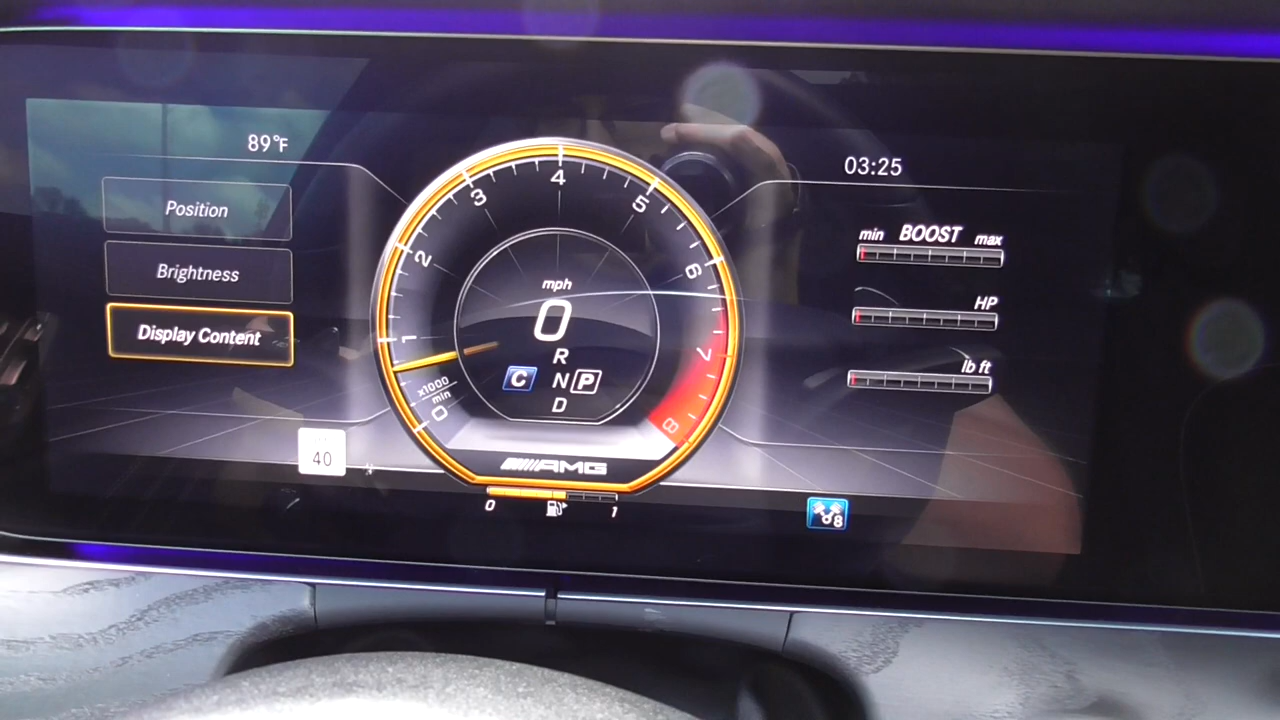 89°F
03:25
Position
Brightness
Display Content
40
1
2
3
4
5
6
7
8
0
x1000
min
mph
0
R
C N P
D
AMG
0 1
min BOOST max
HP
lb ft
8